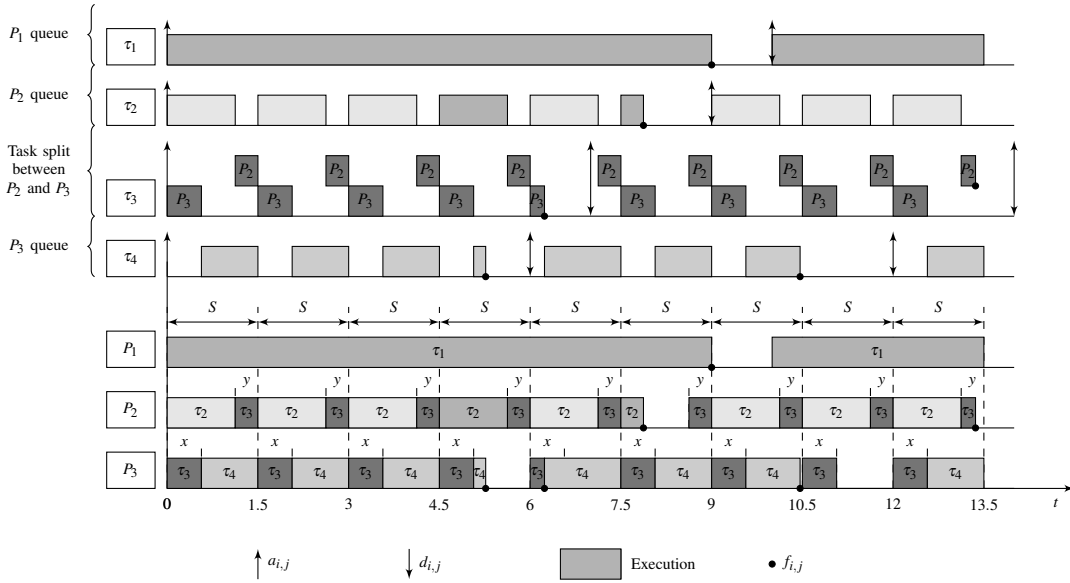 P1 queue
τ1
P2 queue
τ2
Task split
between
P2 and P3
τ3
P2 P2 P2 P2 P2 P2 P2 P2 P2
P3 P3 P3 P3 P3 P3 P3 P3 P3
P3 queue
τ4
S S S S S S S S S
P1
τ1 τ1
y y y y y y y y
P2
τ2 τ3 τ2 τ3 τ2 τ3 τ2 τ3 τ2 τ3 τ2 τ3 τ2 τ3 τ2 τ3 τ2 τ3
x x x x x x x x x
P3
τ3 τ4 τ3 τ4 τ3 τ4 τ3 τ4 τ3 τ4 τ3 τ4 τ3 τ4 τ3 τ3 τ4
0 1.5 3 4.5 6 7.5 9 10.5 12 13.5 t
ai,j di,j Execution fi,j